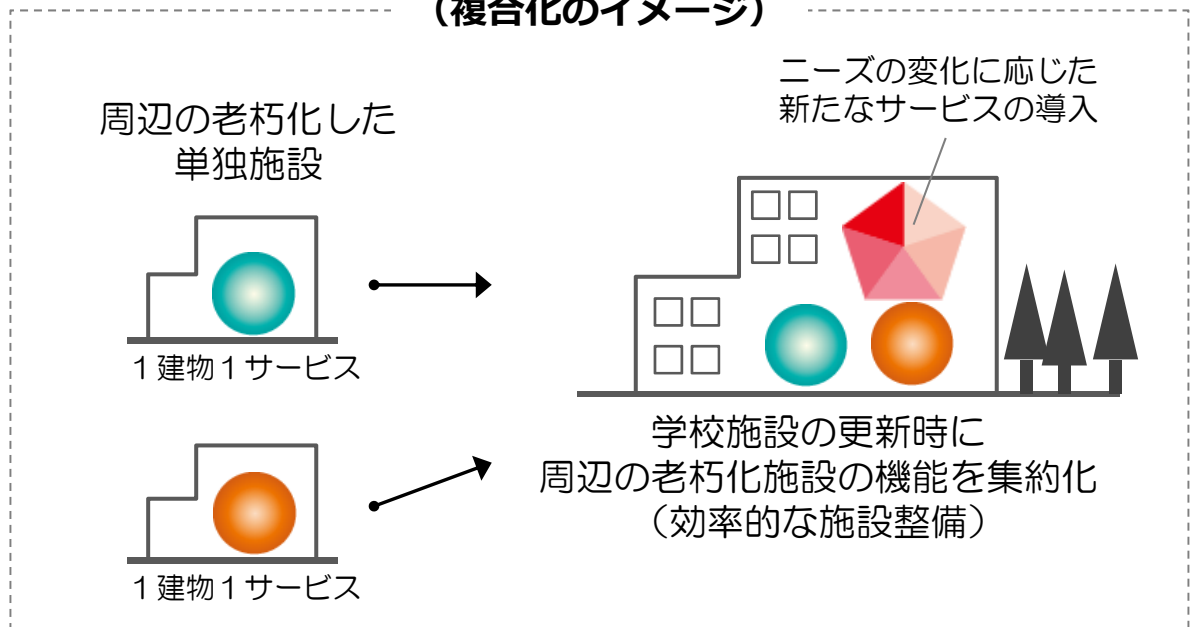 （複合化のイメージ）
周辺の老朽化した
単独施設
１建物１サービス
１建物１サービス
ニーズの変化に応じた
新たなサービスの導入
学校施設の更新時に
周辺の老朽化施設の機能を集約化
（効率的な施設整備）